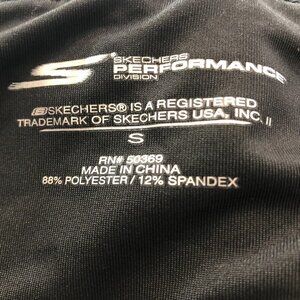 SKECHERS
PERFORMANCE
DIVISION
SKECHERS® IS A REGISTERED
TRADEMARK OF SKECHERS USA, INC. II
S
RN# 50369
MADE IN CHINA
88% POLYESTER / 12% SPANDEX